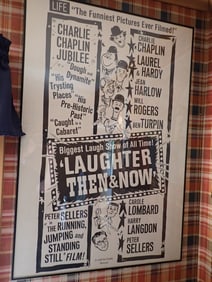 LIFE "The Funniest Pictures Ever Filmed!"
CHARLIE
CHAPLIN
JUBILEE
Dough and
"His Dynamite"
"His
Trusting
Places"
"His
Pre-Historic
Past"
"Caught in a
Cabaret"
CHARLIE
CHAPLIN
LAUREL
& HARDY
JEAN
HARLOW
WILL
ROGERS
BEN TURPIN
Biggest Laugh Show of All Time!
'LAUGHTER
THEN & NOW'
PETER SELLERS
in
"The RUNNING,
JUMPING and
STANDING
STILL" FILM!
CAROLE
LOMBARD
HARRY
LANGDON
PETER
SELLERS